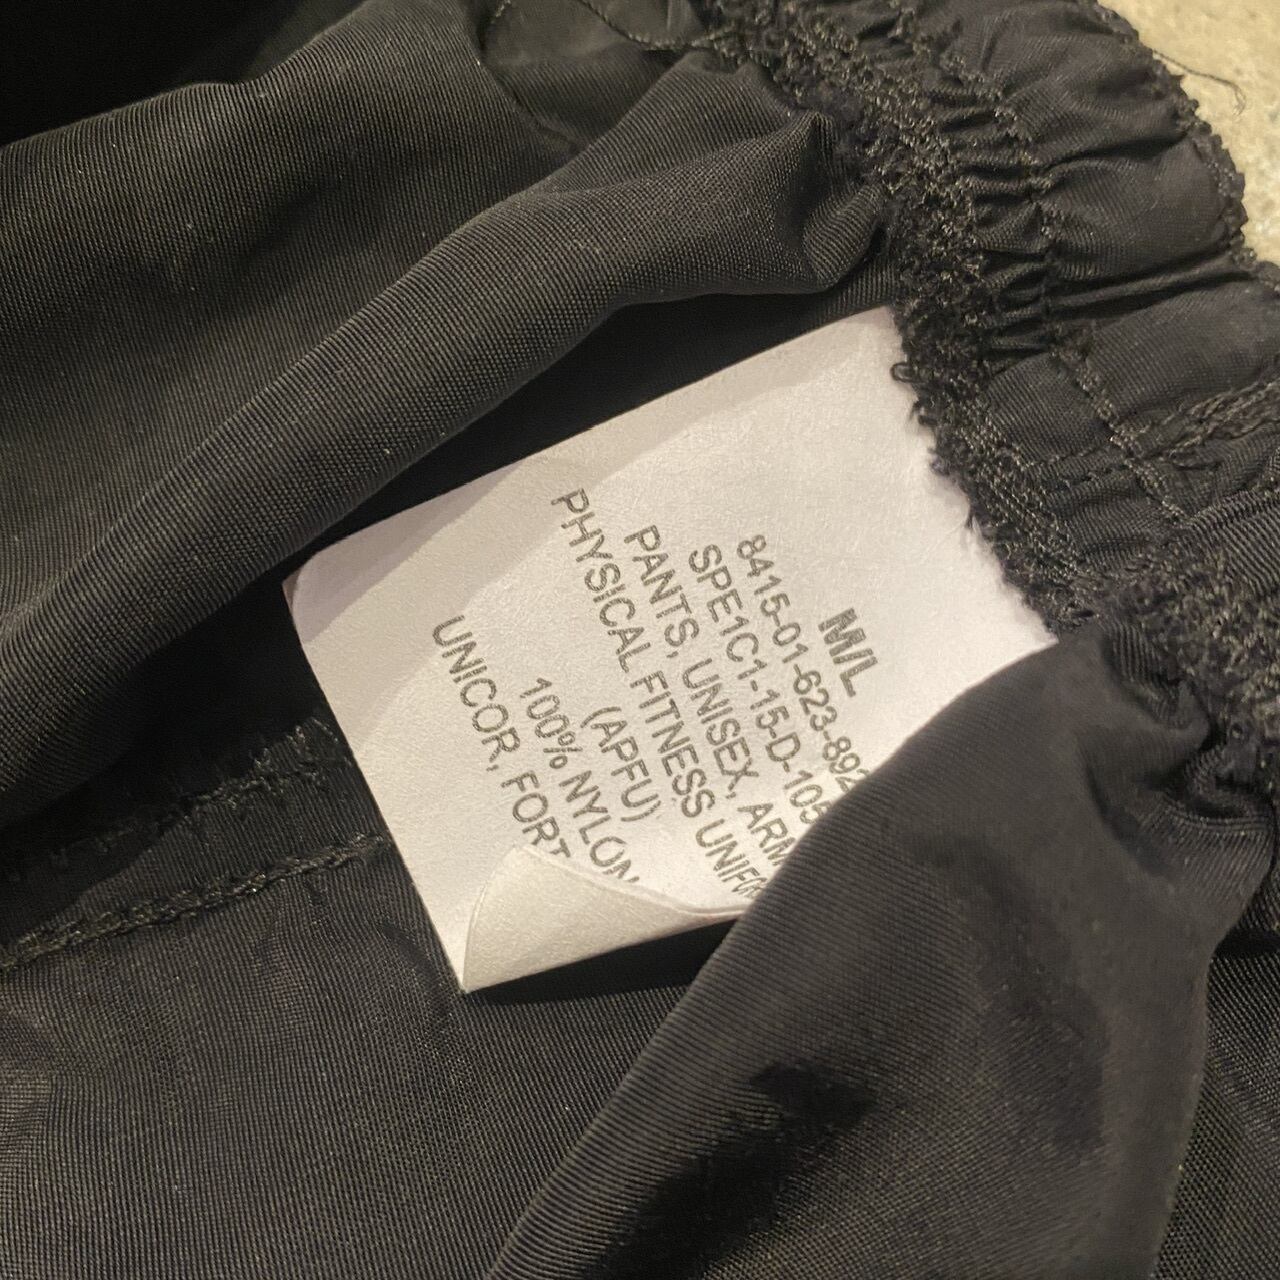 M/L
8415-01-623-892
SPE1C1-15-D-105
PANTS, UNISEX, ARM
PHYSICAL FITNESS UNIF
(APFU)
100% NYLON
UNICOR, FORT